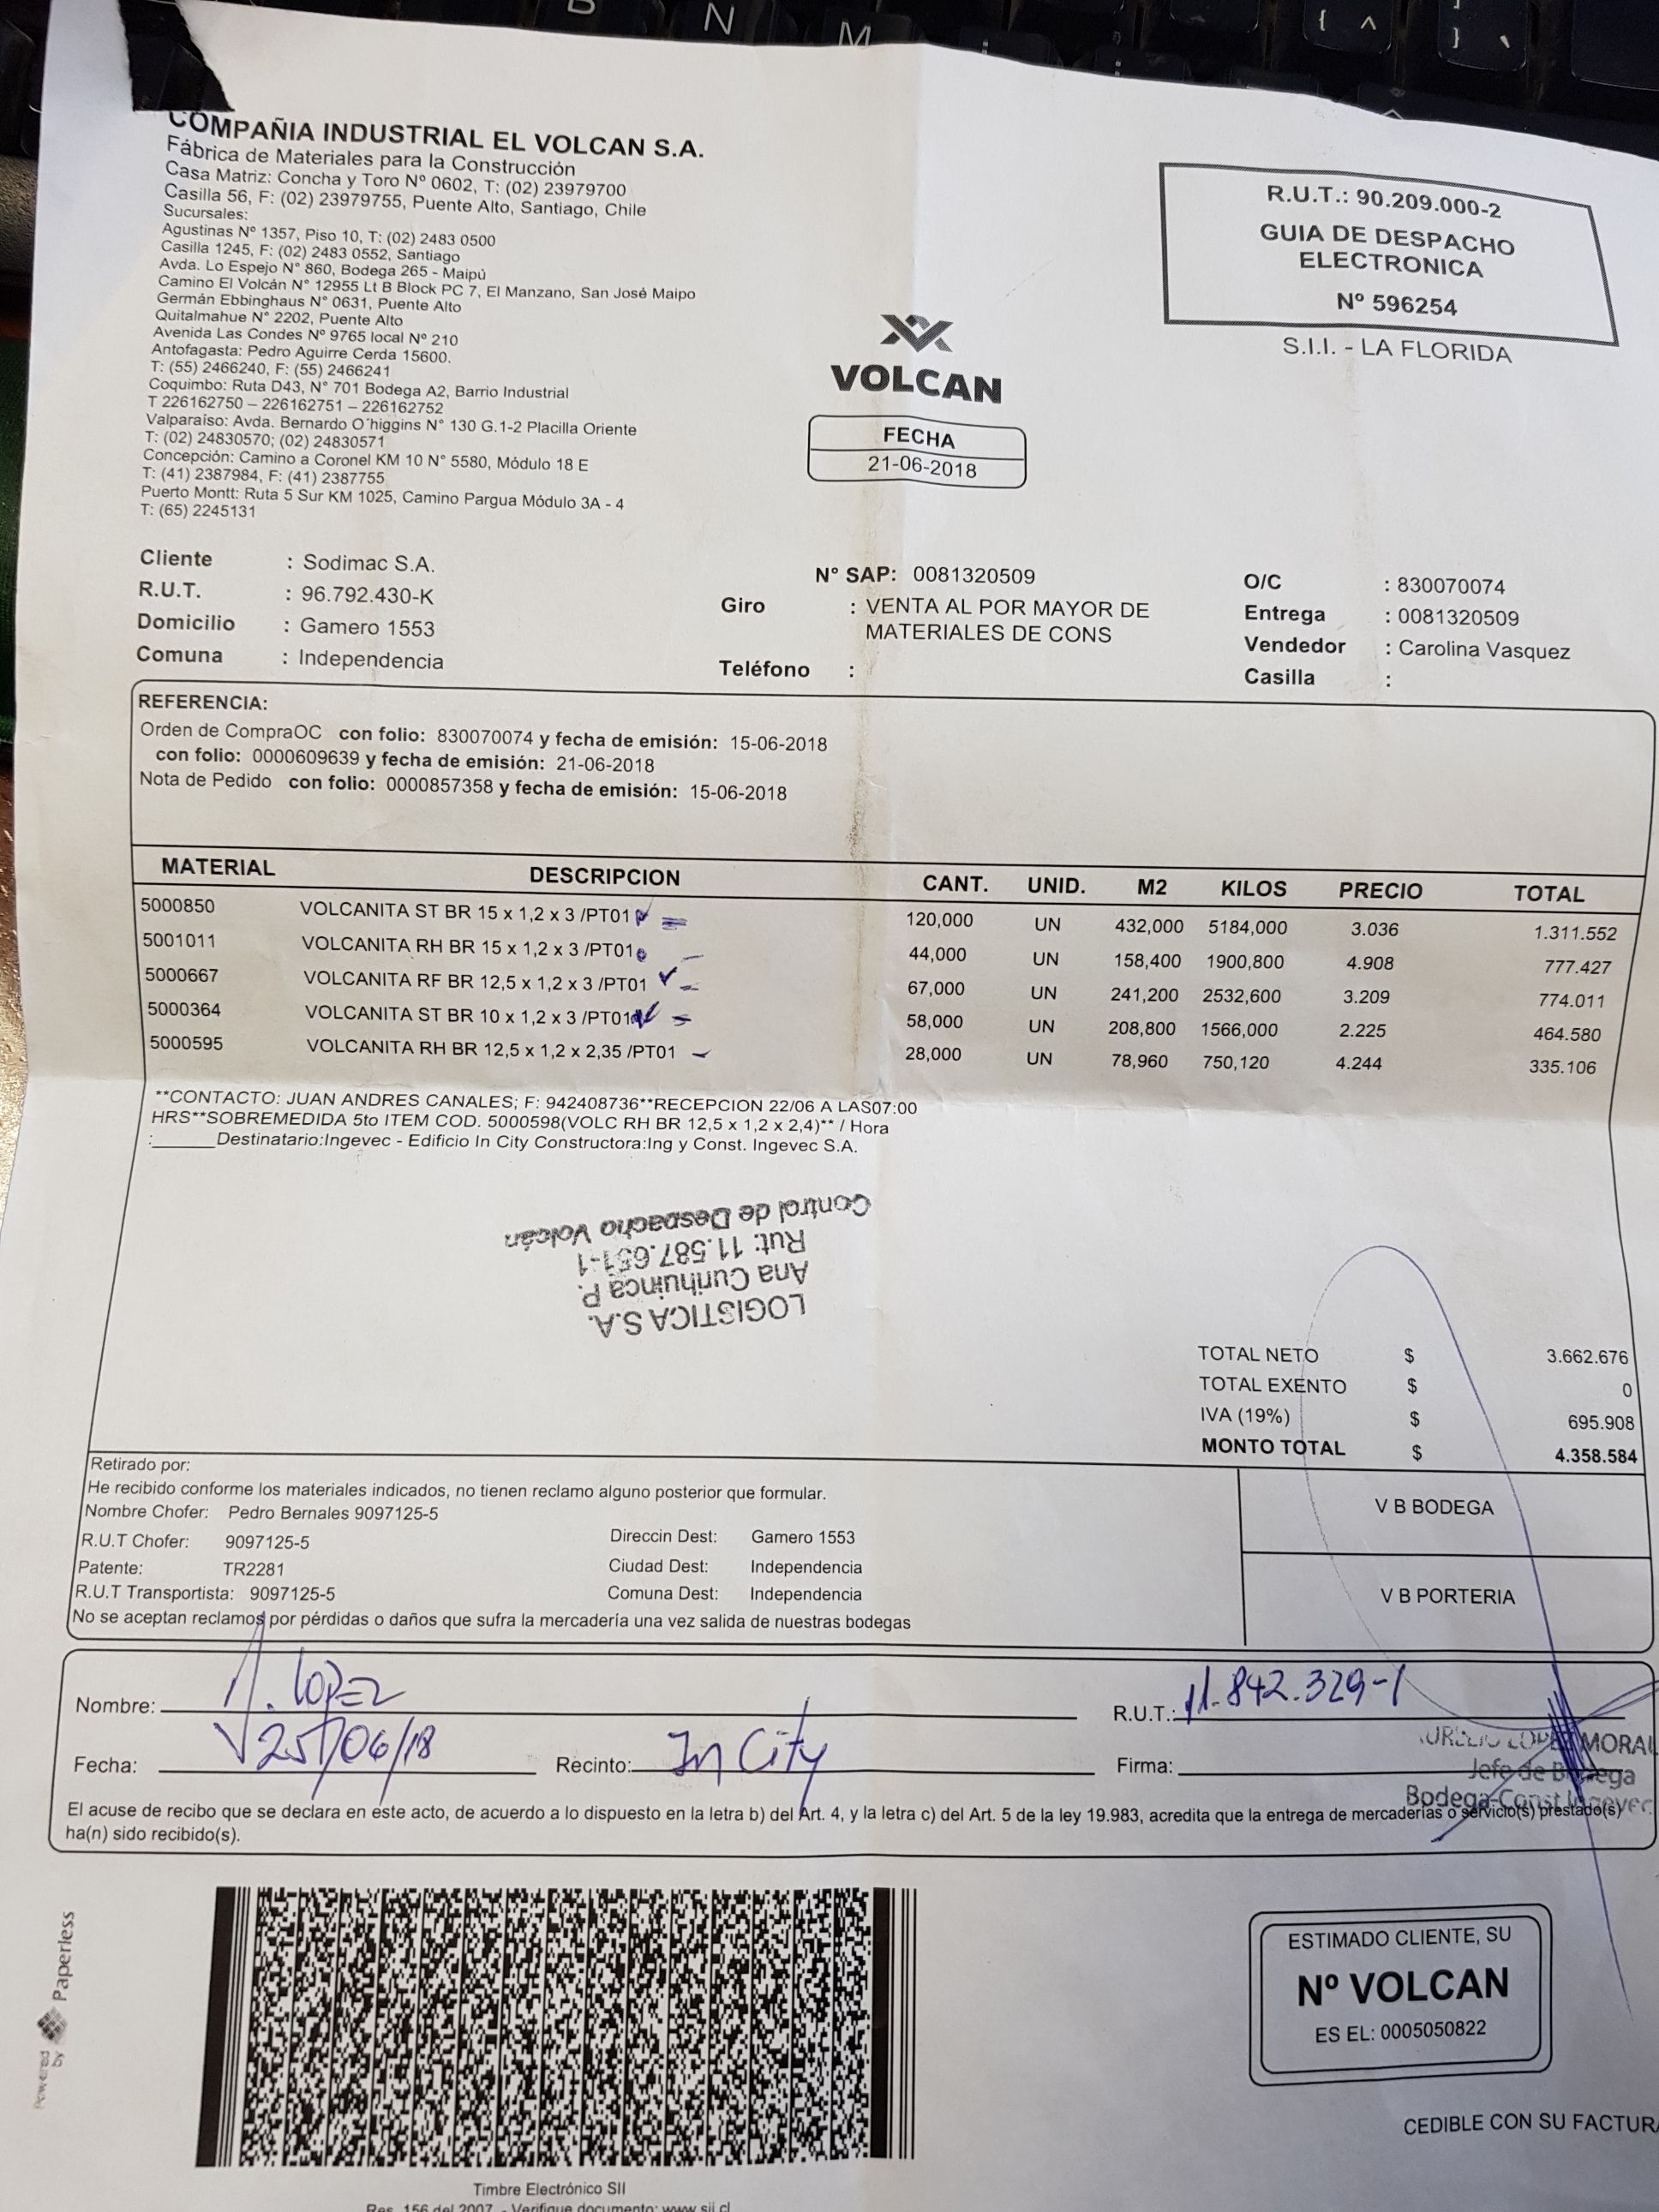 COMPAÑIA INDUSTRIAL EL VOLCAN S.A.
Fábrica de Materiales para la Construcción
Casa Matriz: Concha y Toro Nº 0602, T: (02) 23979700
Casilla 56, F: (02) 23979755, Puente Alto, Santiago, Chile
Sucursales:
Agustinas Nº 1357, Piso 10, T: (02) 2483 0500
Casilla 1245, F: (02) 2483 0552, Santiago
Avda. Lo Espejo N° 860, Bodega 265 - Maipú
Camino El Volcán N° 12955 Lt B Block PC 7, El Manzano, San José Maipo
Germán Ebbinghaus N° 0631, Puente Alto
Quitalmahue N° 2202, Puente Alto
Avenida Las Condes Nº 9765 local Nº 210
Antofagasta: Pedro Aguirre Cerda 15600.
T: (55) 2466240, F: (55) 2466241
Coquimbo: Ruta D43, N° 701 Bodega A2, Barrio Industrial
T 226162750 – 226162751 – 226162752
Valparaíso: Avda. Bernardo O´higgins N° 130 G.1-2 Placilla Oriente
T: (02) 24830570; (02) 24830571
Concepción: Camino a Coronel KM 10 N° 5580, Módulo 18 E
T: (41) 2387984, F: (41) 2387755
Puerto Montt: Ruta 5 Sur KM 1025, Camino Pargua Módulo 3A - 4
T: (65) 2245131
VOLCAN
FECHA
21-06-2018
R.U.T.: 90.209.000-2
GUIA DE DESPACHO
ELECTRONICA
Nº 596254
S.I.I. - LA FLORIDA
Cliente : Sodimac S.A.
R.U.T. : 96.792.430-K
Domicilio : Gamero 1553
Comuna : Independencia
N° SAP: 0081320509
Giro : VENTA AL POR MAYOR DE
MATERIALES DE CONS
Teléfono :
O/C : 830070074
Entrega : 0081320509
Vendedor : Carolina Vasquez
Casilla :
REFERENCIA:
Orden de CompraOC con folio: 830070074 y fecha de emisión: 15-06-2018
con folio: 0000609639 y fecha de emisión: 21-06-2018
Nota de Pedido con folio: 0000857358 y fecha de emisión: 15-06-2018
MATERIAL DESCRIPCION CANT. UNID. M2 KILOS PRECIO TOTAL
5000850 VOLCANITA ST BR 15 x 1,2 x 3 /PT01 120,000 UN 432,000 5184,000 3.036 1.311.552
5001011 VOLCANITA RH BR 15 x 1,2 x 3 /PT01 44,000 UN 158,400 1900,800 4.908 777.427
5000667 VOLCANITA RF BR 12,5 x 1,2 x 3 /PT01 67,000 UN 241,200 2532,600 3.209 774.011
5000364 VOLCANITA ST BR 10 x 1,2 x 3 /PT01 58,000 UN 208,800 1566,000 2.225 464.580
5000595 VOLCANITA RH BR 12,5 x 1,2 x 2,35 /PT01 28,000 UN 78,960 750,120 4.244 335.106
**CONTACTO: JUAN ANDRES CANALES; F: 942408736**RECEPCION 22/06 A LAS07:00
HRS**SOBREMEDIDA 5to ITEM COD. 5000598(VOLC RH BR 12,5 x 1,2 x 2,4)** / Hora
:______Destinatario:Ingevec - Edificio In City Constructora:Ing y Const. Ingevec S.A.
LOGISTICA S.A.
Ana Curihuinca P.
Rut: 11.587.651-1
Control de Despacho Volcán
TOTAL NETO $ 3.662.676
TOTAL EXENTO $ 0
IVA (19%) $ 695.908
MONTO TOTAL $ 4.358.584
Retirado por:
He recibido conforme los materiales indicados, no tienen reclamo alguno posterior que formular.
Nombre Chofer: Pedro Bernales 9097125-5
R.U.T Chofer: 9097125-5 Direccin Dest: Gamero 1553
Patente: TR2281 Ciudad Dest: Independencia
R.U.T Transportista: 9097125-5 Comuna Dest: Independencia
No se aceptan reclamos por pérdidas o daños que sufra la mercadería una vez salida de nuestras bodegas
V B BODEGA
V B PORTERIA
Nombre: A. LOPEZ R.U.T.: 11.842.329-1
Fecha: 25/06/18 Recinto: In City Firma:
LOPEZ MORAL
Jefe de Bodega
Bodega-Const Ingevec
El acuse de recibo que se declara en este acto, de acuerdo a lo dispuesto en la letra b) del Art. 4, y la letra c) del Art. 5 de la ley 19.983, acredita que la entrega de mercaderías o servicio(s) prestado(s)
ha(n) sido recibido(s).
Powered by Paperless
ESTIMADO CLIENTE, SU
Nº VOLCAN
ES EL: 0005050822
CEDIBLE CON SU FACTURA
Timbre Electrónico SII
Res. 156 del 2007 - Verifique documento: www.sii.cl